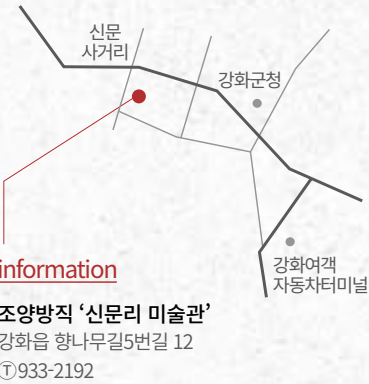 신문
사거리
강화군청
강화여객
자동차터미널
information
조양방직 ‘신문리 미술관’
강화읍 향나무길5번길 12
Ⓣ933-2192